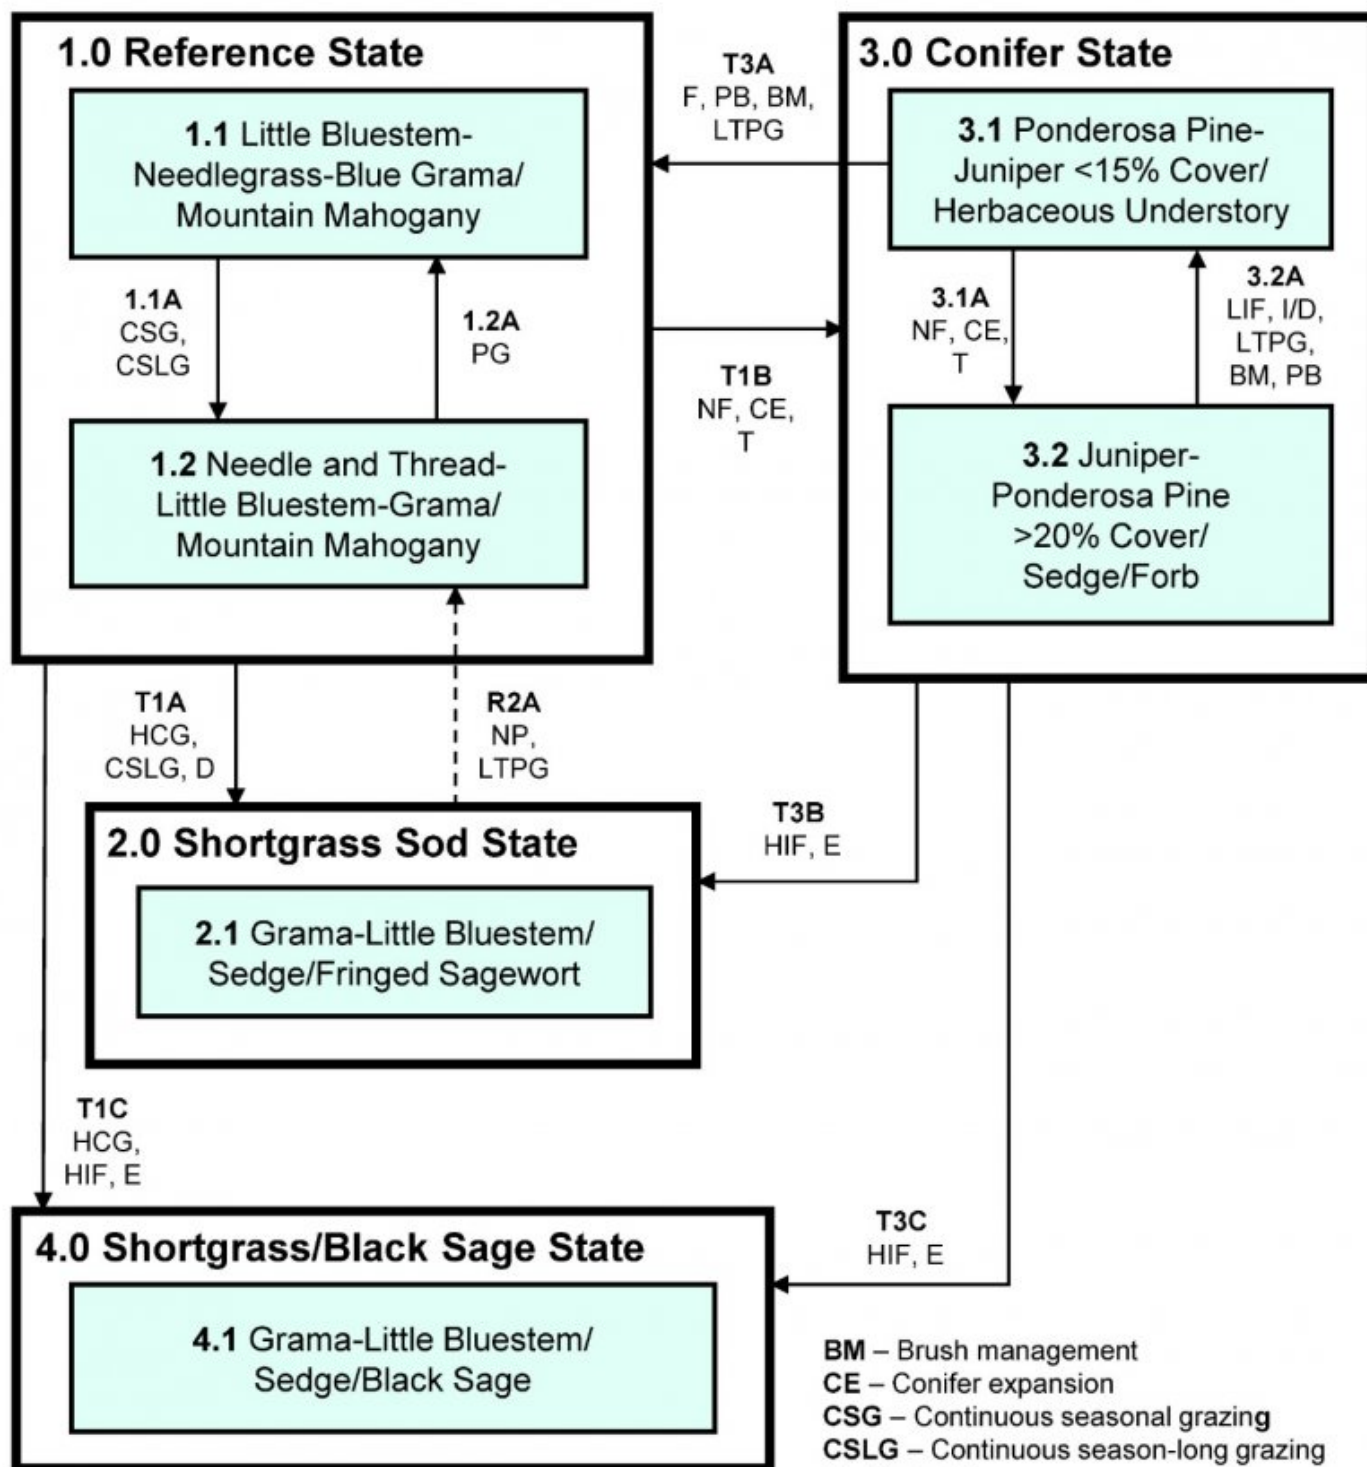 1.0 Reference State
1.1 Little Bluestem-
Needlegrass-Blue Grama/
Mountain Mahogany
1.1A
CSG,
CSLG
1.2A
PG
1.2 Needle and Thread-
Little Bluestem-Grama/
Mountain Mahogany
T3A
F, PB, BM,
LTPG
T1B
NF, CE,
T
3.0 Conifer State
3.1 Ponderosa Pine-
Juniper <15% Cover/
Herbaceous Understory
3.1A
NF, CE,
T
3.2A
LIF, I/D,
LTPG,
BM, PB
3.2 Juniper-
Ponderosa Pine
>20% Cover/
Sedge/Forb
T1A
HCG,
CSLG, D
R2A
NP,
LTPG
T3B
HIF, E
2.0 Shortgrass Sod State
2.1 Grama-Little Bluestem/
Sedge/Fringed Sagewort
T1C
HCG,
HIF, E
T3C
HIF, E
4.0 Shortgrass/Black Sage State
4.1 Grama-Little Bluestem/
Sedge/Black Sage
BM – Brush management
CE – Conifer expansion
CSG – Continuous seasonal grazing
CSLG – Continuous season-long grazing